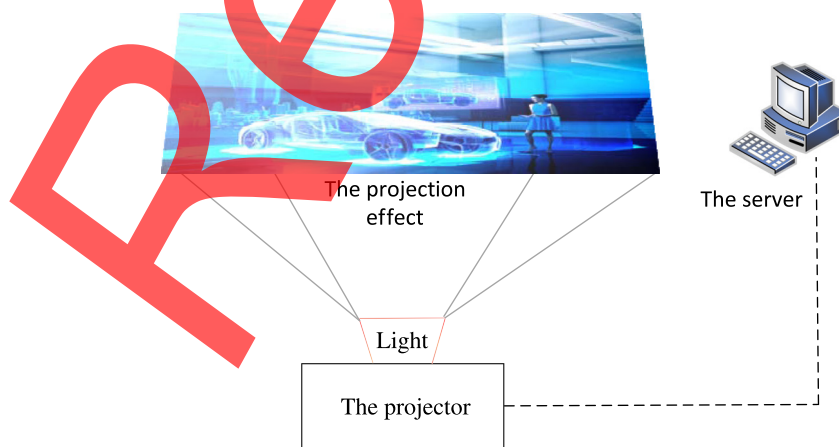 Re
The projection
effect
The server
Light
The projector